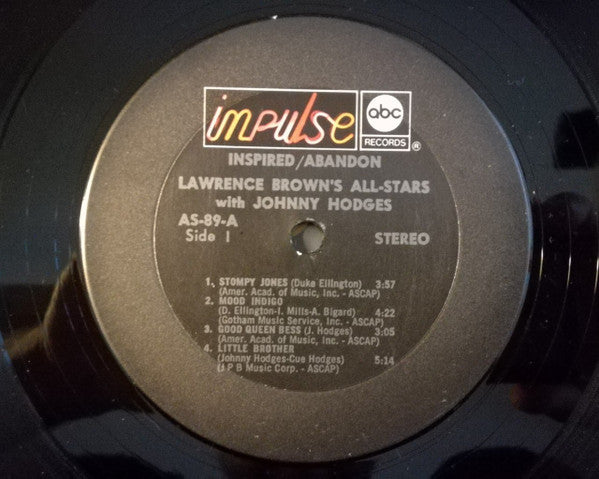 impulse
abc
RECORDS
®
INSPIRED/ABANDON
LAWRENCE BROWN'S ALL-STARS
with JOHNNY HODGES
AS-89-A
Side I
STEREO
1. STOMPY JONES (Duke Ellington) 3:57
(Amer. Acad. of Music, Inc. - ASCAP)
2. MOOD INDIGO
(D. Ellington-I. Mills-A. Bigard) 4:22
(Gotham Music Service, Inc. - ASCAP)
3. GOOD QUEEN BESS (J. Hodges) 3:05
(Amer. Acad. of Music, Inc. - ASCAP)
4. LITTLE BROTHER
(Johnny Hodges-Cue Hodges) 5:14
(J P B Music Corp. - ASCAP)